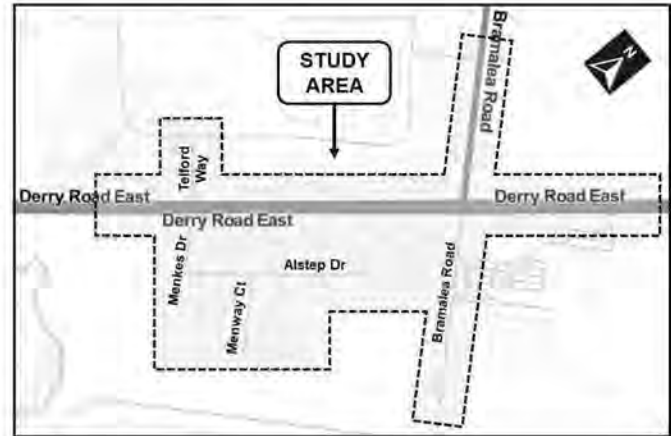 Bramalea Road
STUDY
AREA
N
Telford
Way
Derry Road East
Derry Road East
Derry Road East
Menkes Dr
Alstep Dr
Menway Ct
Bramalea Road